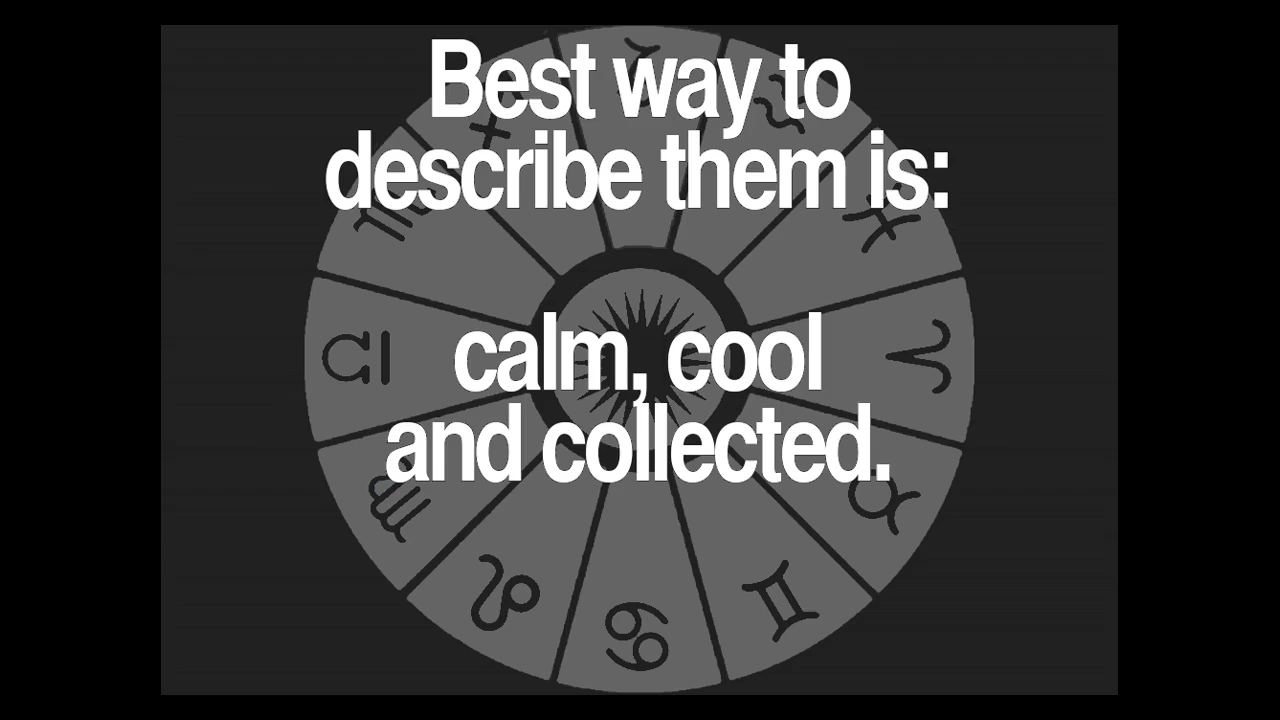 Best way to
describe them is:
calm, cool
and collected.